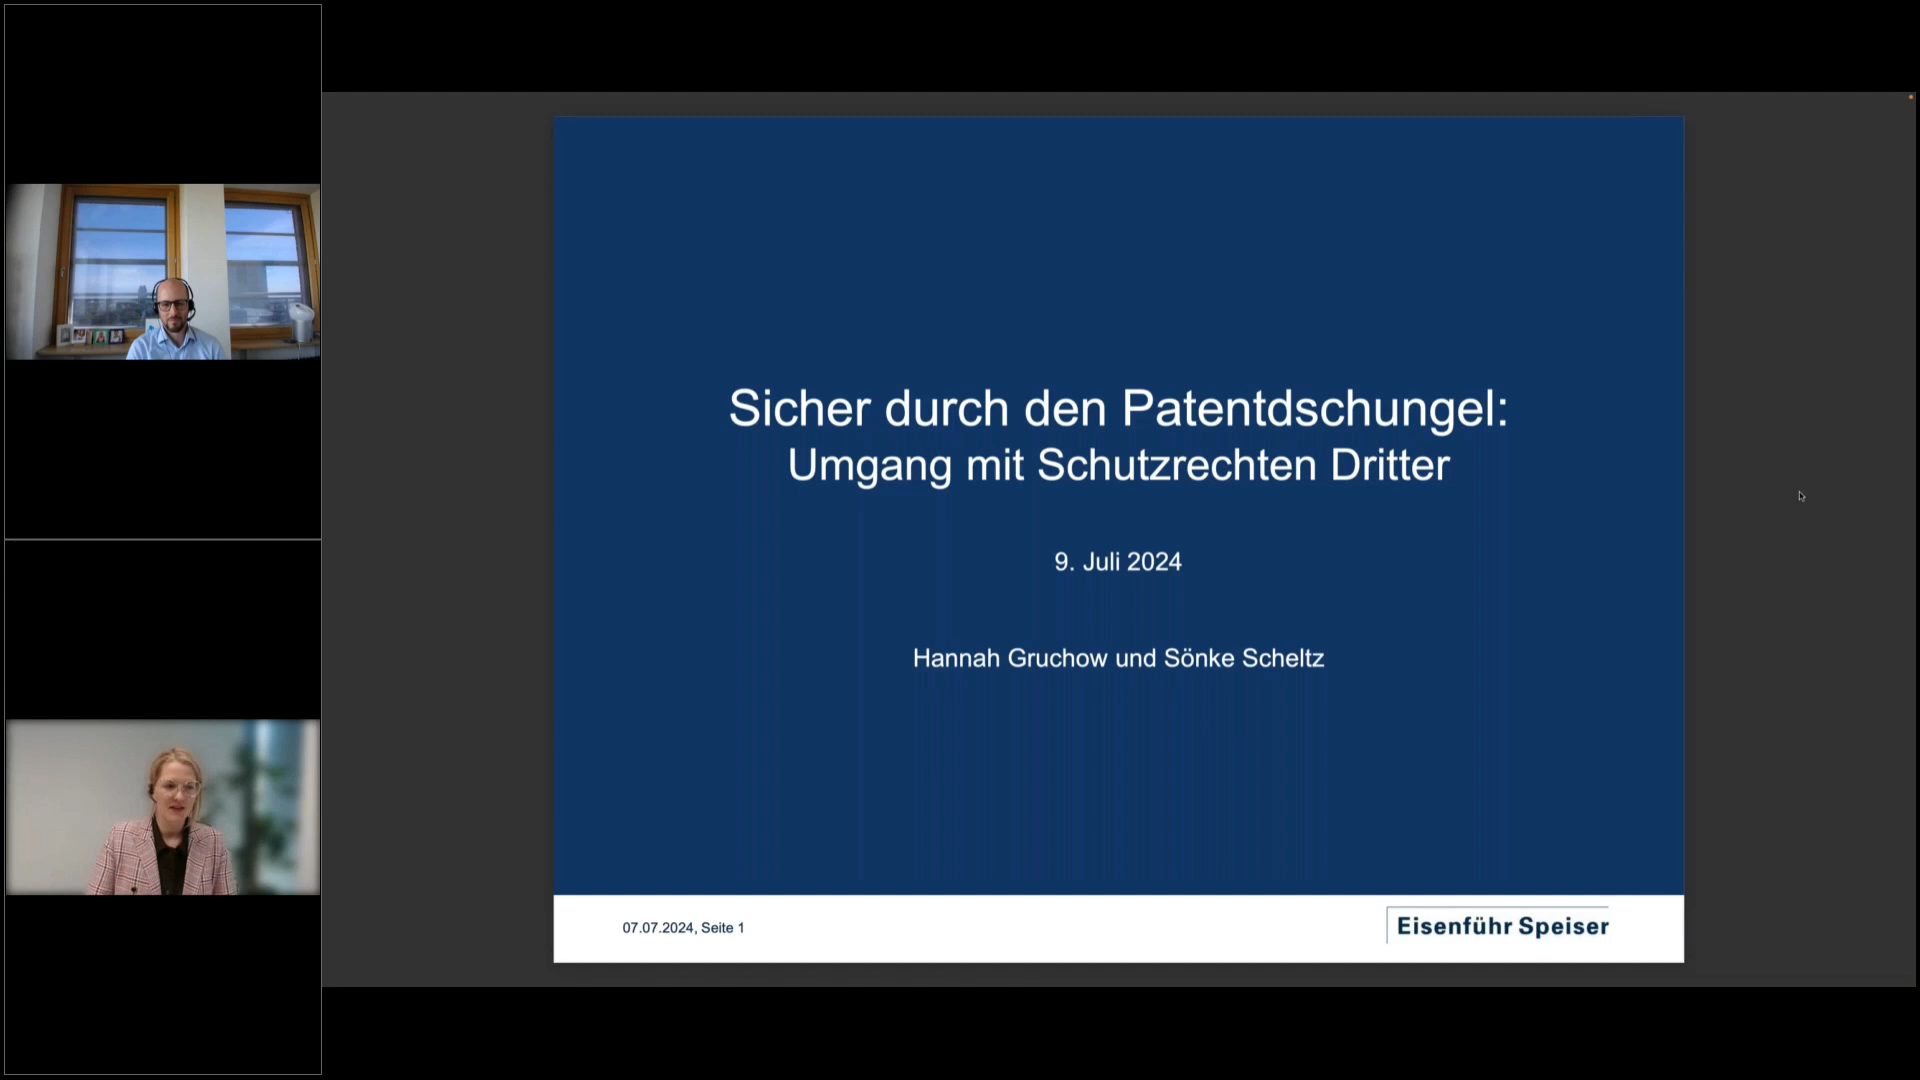 Sicher durch den Patentdschungel:
Umgang mit Schutzrechten Dritter
9. Juli 2024
Hannah Gruchow und Sönke Scheltz
07.07.2024, Seite 1
Eisenführ Speiser